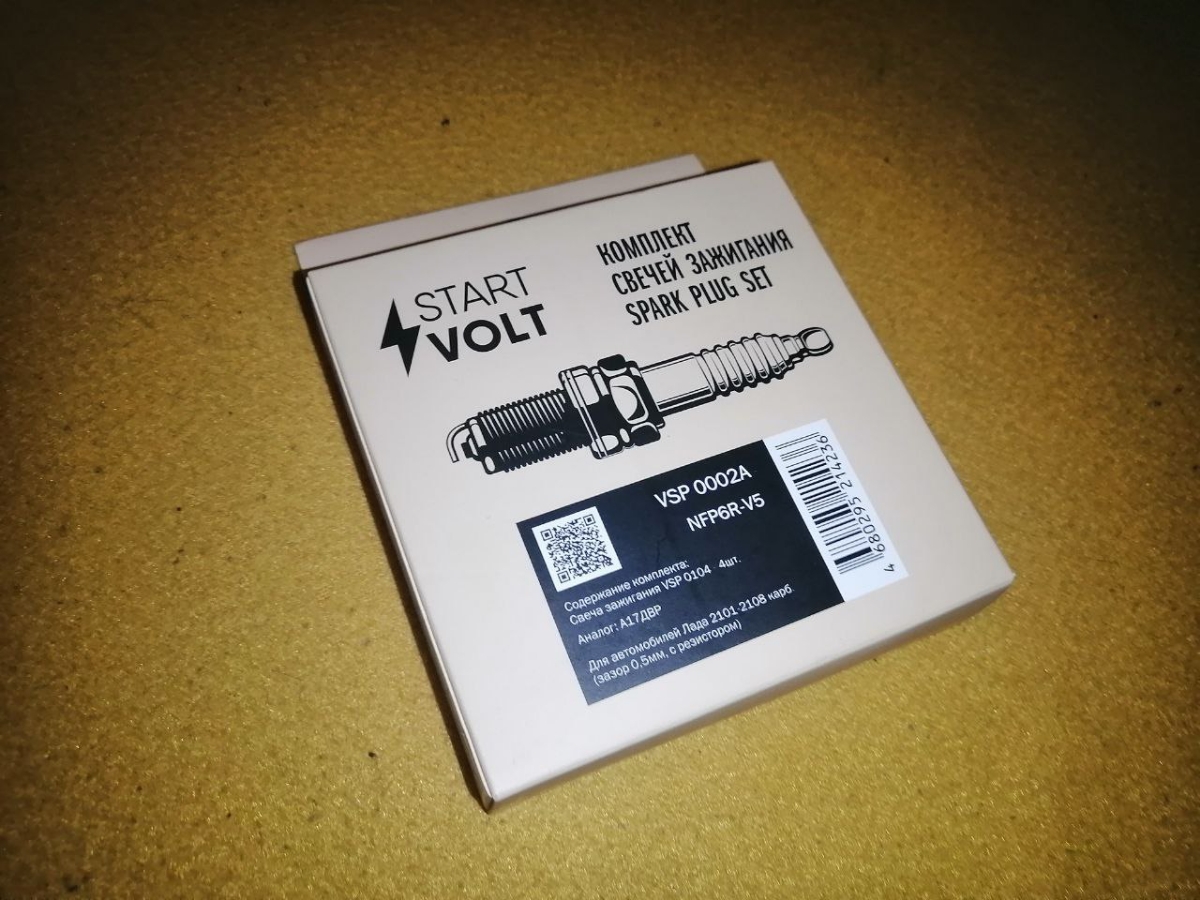 START
VOLT
КОМПЛЕКТ
СВЕЧЕЙ ЗАЖИГАНИЯ
SPARK PLUG SET
VSP 0002A
NFP6R-V5
Содержание комплекта:
Свеча зажигания VSP 0104 - 4шт.
Аналог: А17ДВР
Для автомобилей Лада 2101-2108 карб.
(зазор 0,5мм, с резистором)
4 680295 214236